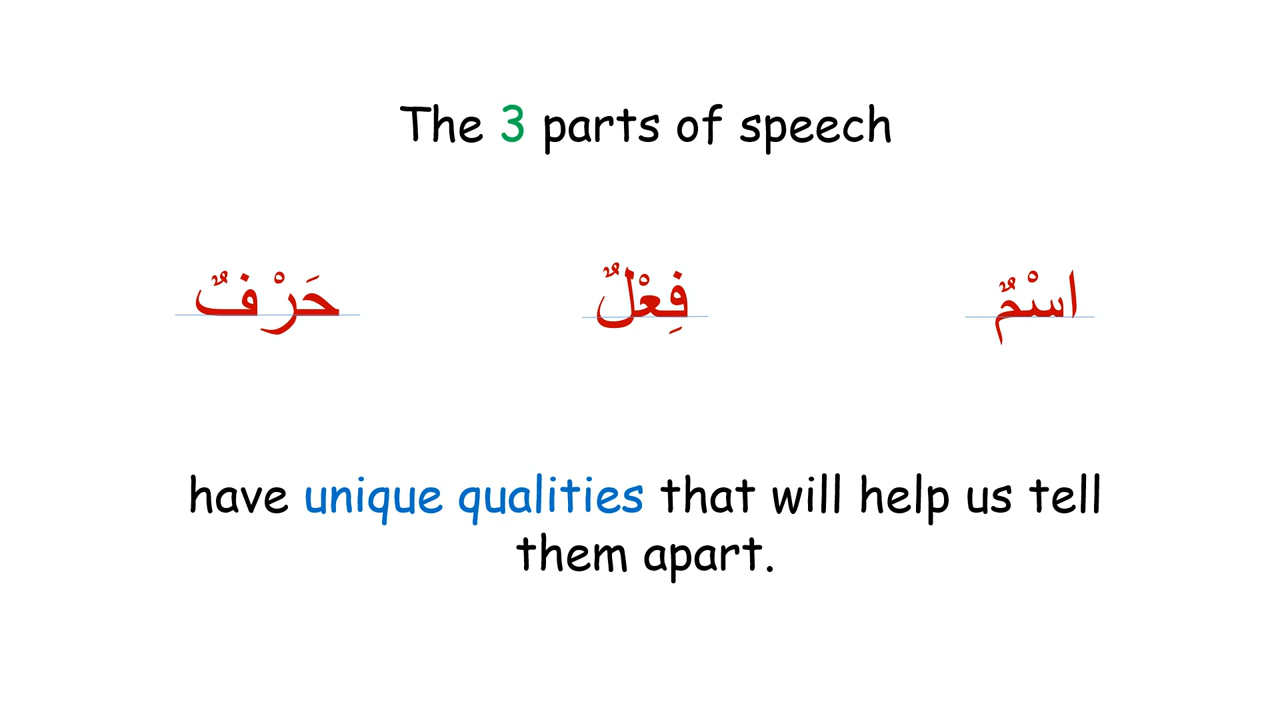 The 3 parts of speech
اسْمٌ فِعْلٌ حَرْفٌ
have unique qualities that will help us tell
them apart.